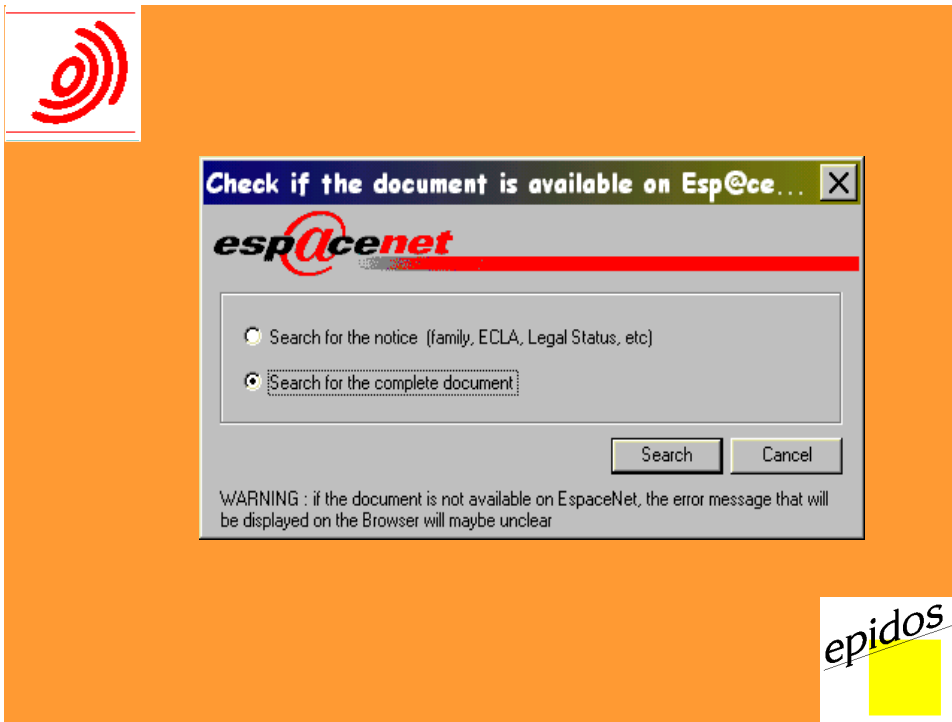 Check if the document is available on Esp@ce...
esp@cenet
Search for the notice (family, ECLA, Legal Status, etc)
Search for the complete document
Search Cancel
WARNING : if the document is not available on EspaceNet, the error message that will
be displayed on the Browser will maybe unclear
epidos